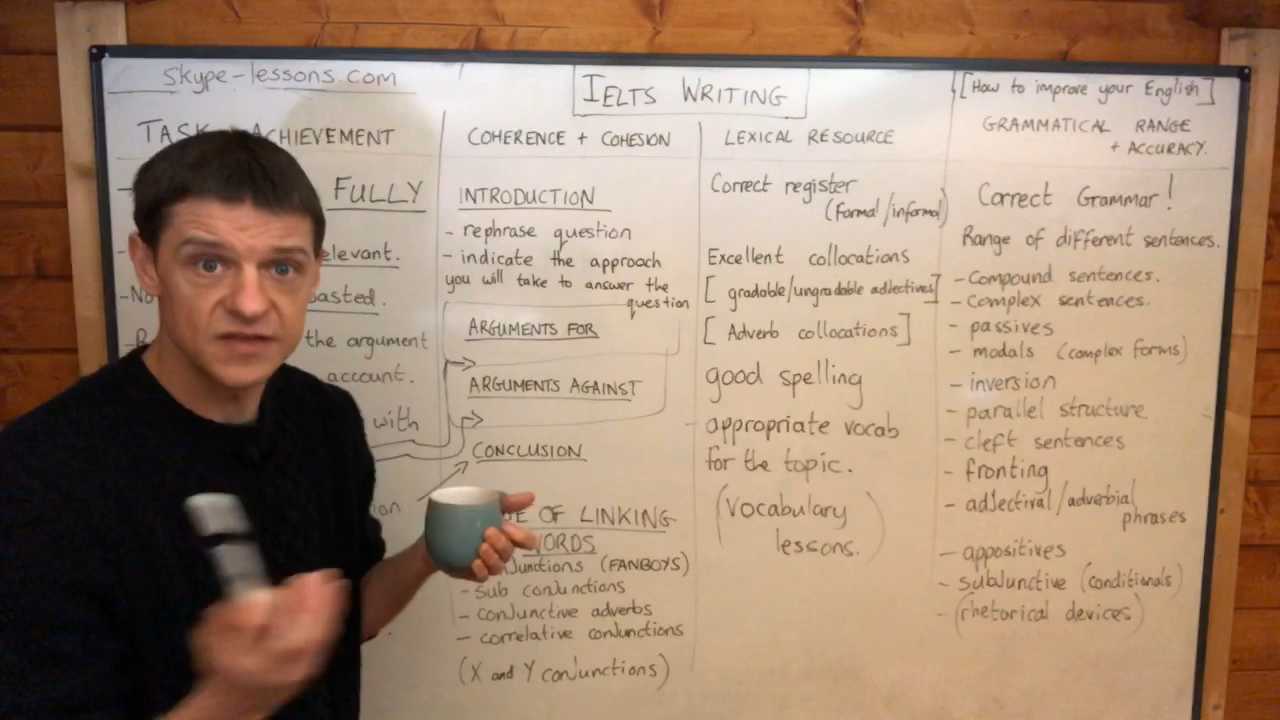 skype-lessons.com
IELTS WRITING
[How to improve your English]
TASK ACHIEVEMENT
FULLY
relevant.
the argument
account.
with
COHERENCE + COHESION
INTRODUCTION
- rephrase question
- indicate the approach
you will take to answer the
question
ARGUMENTS FOR
ARGUMENTS AGAINST
CONCLUSION
OF LINKING
WORDS
(FANBOYS)
- sub conjunctions
- conjunctive adverbs
- correlative conjunctions
(X and Y conjunctions)
LEXICAL RESOURCE
Correct register
(formal/informal)
Excellent collocations
[gradable/ungradable adjectives]
[Adverb collocations]
good spelling
appropriate vocab
for the topic.
(Vocabulary
lessons.)
GRAMMATICAL RANGE
+ ACCURACY.
Correct Grammar!
Range of different sentences.
- Compound sentences.
- Complex sentences.
- passives
- modals (complex forms)
- inversion
- parallel structure
- cleft sentences
- fronting
- adjectival/adverbial
phrases
- appositives
- subjunctive (conditionals)
- (rhetorical devices)